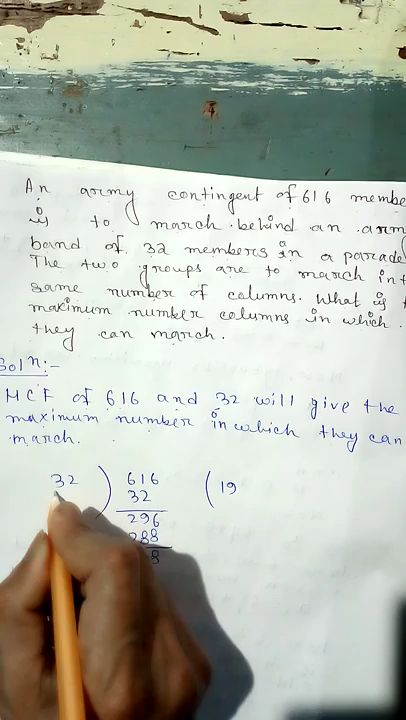 An army contingent of 616 membe
is to march behind an arm
band of 32 members in a parade
The two groups are to march int
same number of columns. What is t
maximum number columns in which
they can march.
Soln:-
HCF of 616 and 32 will give the
maximum number in which they can
march.
32 ) 616 ( 19
32
296
288
8